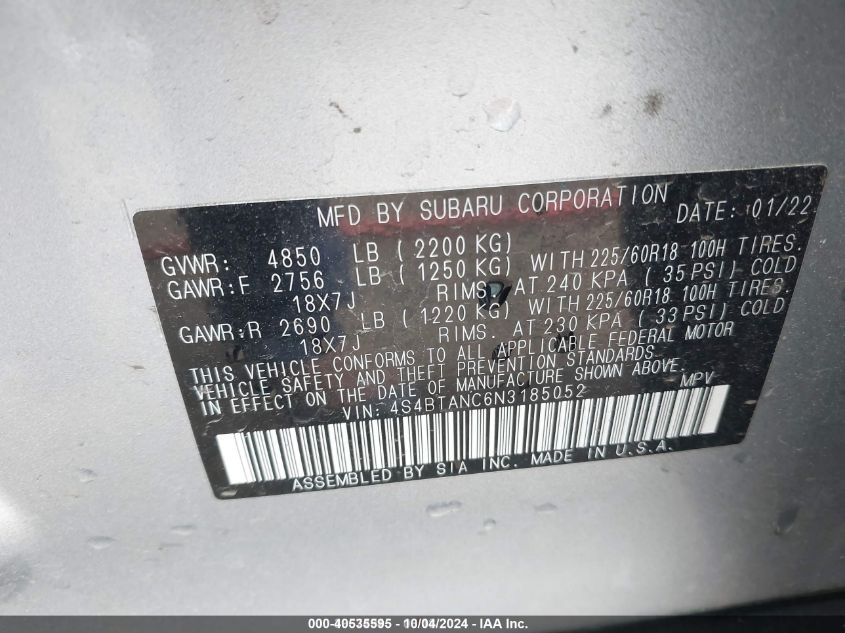 MFD BY SUBARU CORPORATION DATE: 01/22
GVWR: 4850 LB ( 2200 KG)
GAWR:F 2756 LB ( 1250 KG) WITH 225/60R18 100H TIRES.
18X7J RIMS. AT 240 KPA ( 35 PSI) COLD
GAWR:R 2690 LB ( 1220 KG) WITH 225/60R18 100H TIRES
18X7J RIMS. AT 230 KPA ( 33 PSI) COLD
THIS VEHICLE CONFORMS TO ALL APPLICABLE FEDERAL MOTOR
VEHICLE SAFETY AND THEFT PREVENTION STANDARDS
IN EFFECT ON THE DATE OF MANUFACTURE SHOWN ABOVE.
VIN: 4S4BTANC6N3185052 MPV
ASSEMBLED BY SIA INC. MADE IN U.S.A.
000-40535595 - 10/04/2024 - IAA Inc.